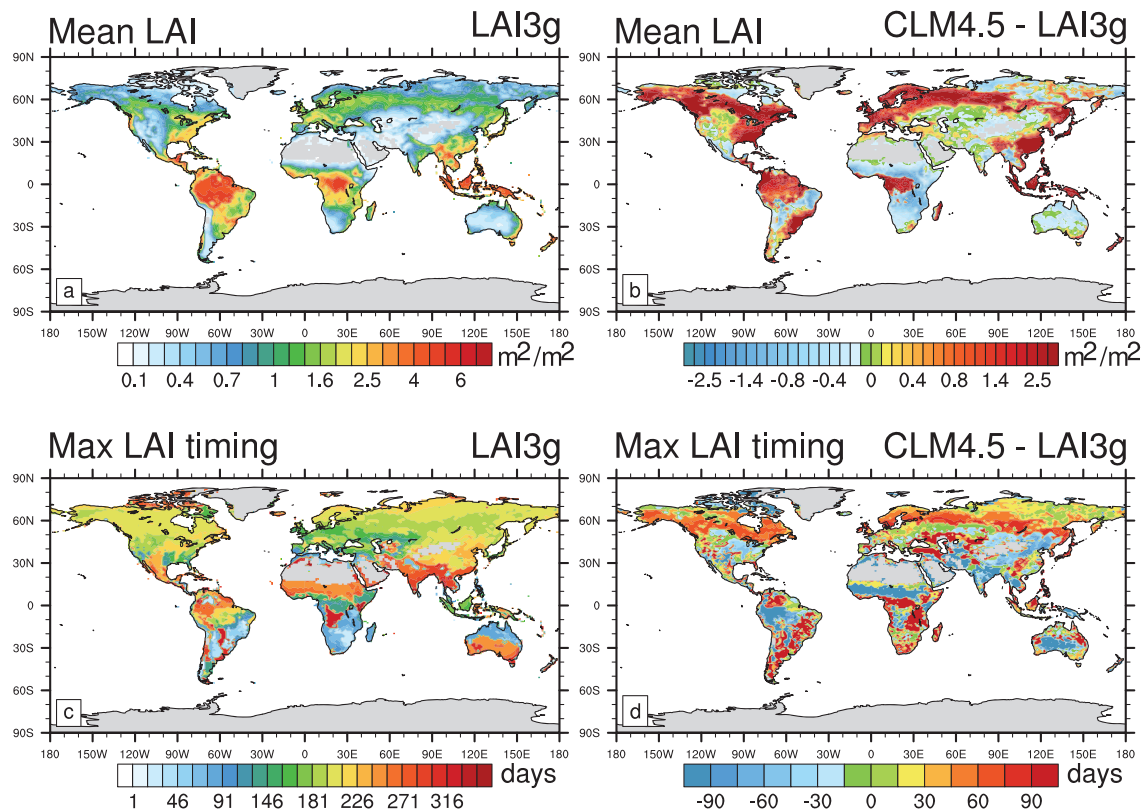 Mean LAI LAI3g
90N
60N
30N
0
30S
60S
90S
a
180 150W 120W 90W 60W 30W 0 30E 60E 90E 120E 150E 180
0.1 0.4 0.7 1 1.6 2.5 4 6 m²/m²
Mean LAI CLM4.5 - LAI3g
90N
60N
30N
0
30S
60S
90S
b
180 150W 120W 90W 60W 30W 0 30E 60E 90E 120E 150E 180
-2.5 -1.4 -0.8 -0.4 0 0.4 0.8 1.4 2.5 m²/m²
Max LAI timing LAI3g
90N
60N
30N
0
30S
60S
90S
c
180 150W 120W 90W 60W 30W 0 30E 60E 90E 120E 150E 180
1 46 91 146 181 226 271 316 days
Max LAI timing CLM4.5 - LAI3g
90N
60N
30N
0
30S
60S
90S
d
180 150W 120W 90W 60W 30W 0 30E 60E 90E 120E 150E 180
-90 -60 -30 0 30 60 90 days